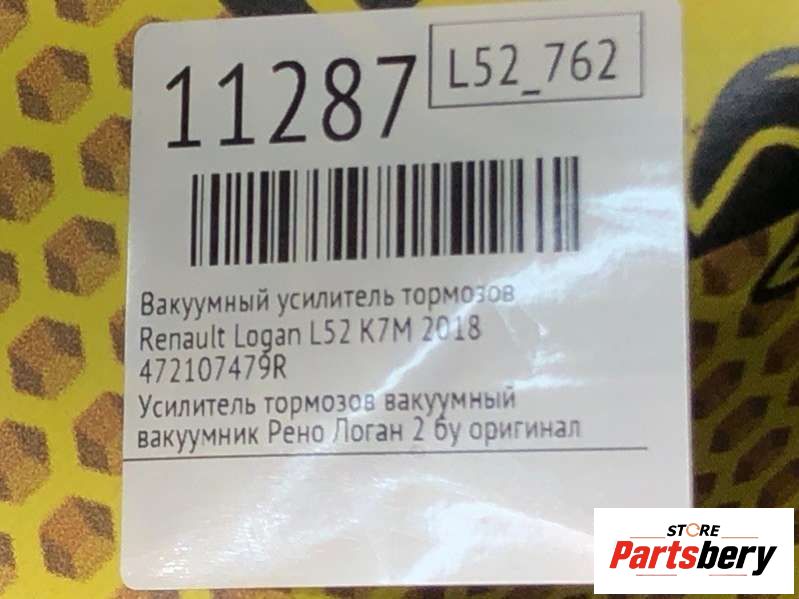 11287
L52_762
Вакуумный усилитель тормозов
Renault Logan L52 K7M 2018
472107479R
Усилитель тормозов вакуумный
вакуумник Рено Логан 2 бу оригинал
STORE
Partsbery